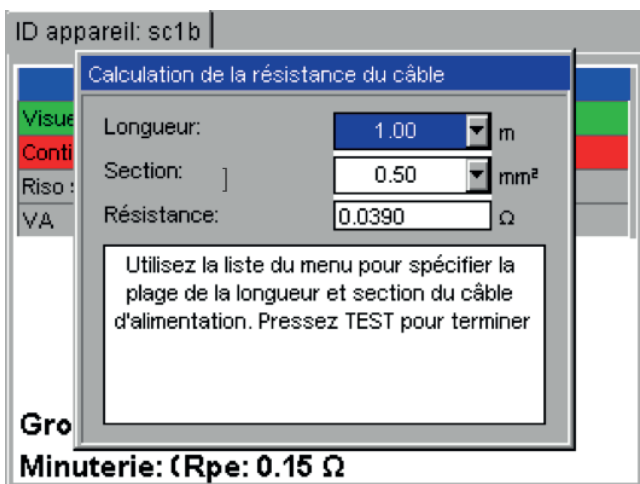 ID appareil: sc1b
Calculation de la résistance du câble
Visue
Longueur: 1.00 m
Conti
Section: ] 0.50 mm²
Riso
Résistance: 0.0390 Ω
VA
Utilisez la liste du menu pour spécifier la
plage de la longueur et section du câble
d'alimentation. Pressez TEST pour terminer
Gro
Minuterie: (Rpe: 0.15 Ω